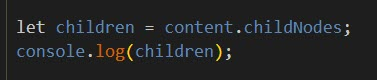 let children = content.childNodes;
console.log(children);